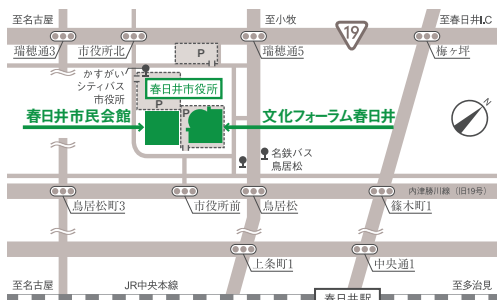 至名古屋
至小牧
至春日井I.C
19
瑞穂通3
市役所北
瑞穂通5
梅ヶ坪
P
かすがい
シティバス
市役所
春日井市役所
P
P
春日井市民会館
文化フォーラム春日井
名鉄バス
鳥居松
内津勝川線（旧19号）
鳥居松町3
市役所前
鳥居松
篠木町1
上条町1
中央通1
至名古屋
JR中央本線
至多治見
春日井駅